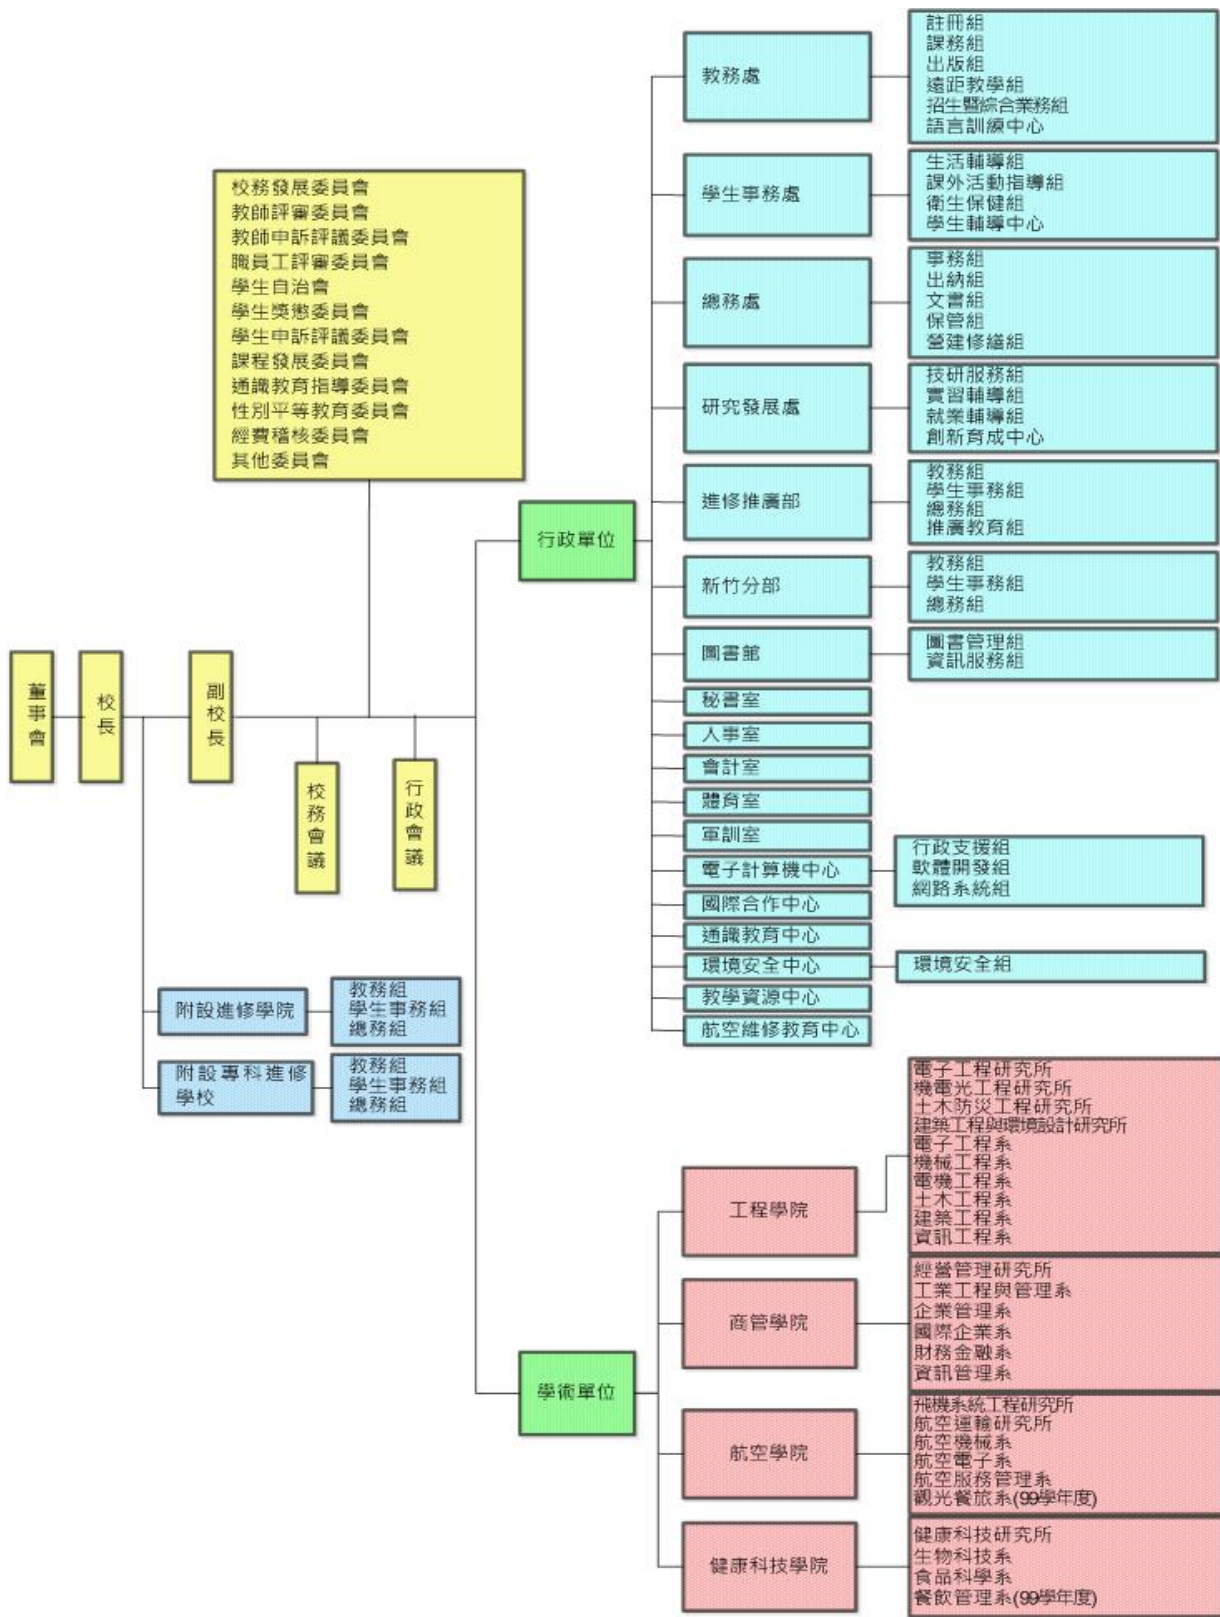 董事會
校長
副校長
校務會議
行政會議
校務發展委員會
教師評審委員會
教師申訴評議委員會
職員工評審委員會
學生自治會
學生獎懲委員會
學生申訴評議委員會
課程發展委員會
通識教育指導委員會
性別平等教育委員會
經費稽核委員會
其他委員會
附設進修學院
教務組
學生事務組
總務組
附設專科進修
學校
教務組
學生事務組
總務組
行政單位
教務處
註冊組
課務組
出版組
遠距教學組
招生暨綜合業務組
語言訓練中心
學生事務處
生活輔導組
課外活動指導組
衛生保健組
學生輔導中心
總務處
事務組
出納組
文書組
保管組
營建修繕組
研究發展處
技研服務組
實習輔導組
就業輔導組
創新育成中心
進修推廣部
教務組
學生事務組
總務組
推廣教育組
新竹分部
教務組
學生事務組
總務組
圖書館
圖書管理組
資訊服務組
秘書室
人事室
會計室
體育室
軍訓室
電子計算機中心
行政支援組
軟體開發組
網路系統組
國際合作中心
通識教育中心
環境安全中心
環境安全組
教學資源中心
航空維修教育中心
學術單位
工程學院
電子工程研究所
機電光工程研究所
土木防災工程研究所
建築工程與環境設計研究所
電子工程系
機械工程系
電機工程系
土木工程系
建築工程系
資訊工程系
商管學院
經營管理研究所
工業工程與管理系
企業管理系
國際企業系
財務金融系
資訊管理系
航空學院
飛機系統工程研究所
航空運輸研究所
航空機械系
航空電子系
航空服務管理系
觀光餐旅系(99學年度)
健康科技學院
健康科技研究所
生物科技系
食品科學系
餐飲管理系(99學年度)